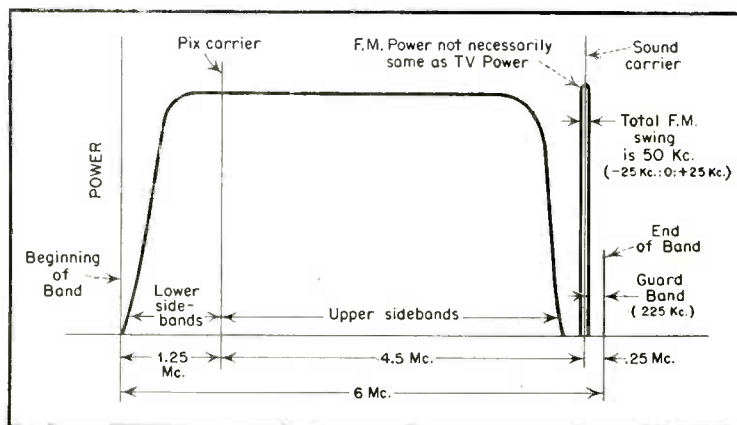 Pix carrier
F.M. Power not necessarily
same as TV Power
Sound
carrier
POWER
Total F.M.
swing
is 50 Kc.
(-25 Kc.:0:+25 Kc.)
Beginning
of
Band
End
of Band
Lower
side-
bands
Upper sidebands
Guard
Band
(225 Kc.)
1.25
Mc.
4.5 Mc.
.25 Mc.
6 Mc.